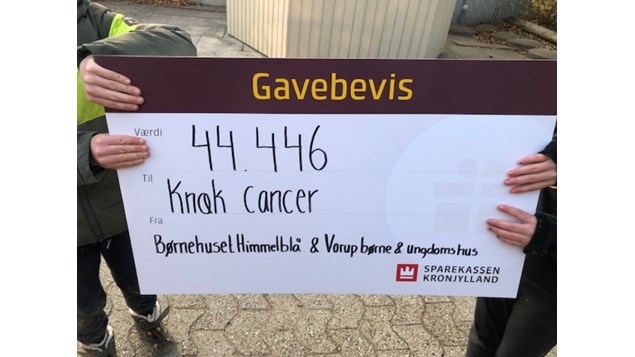 Gavebevis
Værdi 44.446
Til Knæk Cancer
Fra Børnehuset Himmelblå & Vorup børne & ungdomshus
SPAREKASSEN
KRONJYLLAND